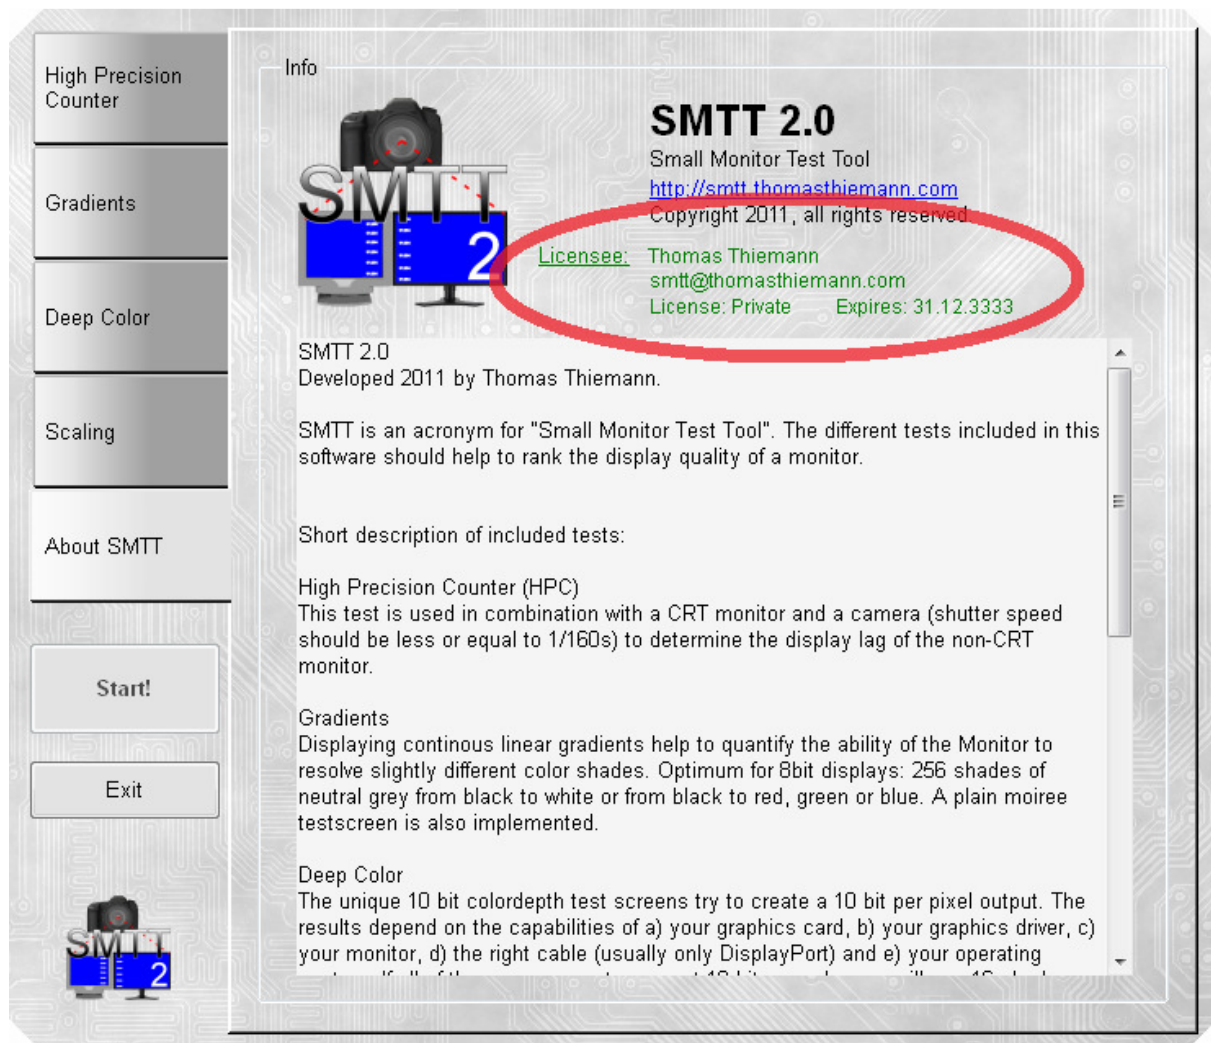 High Precision
Counter
Gradients
Deep Color
Scaling
About SMTT
Start!
Exit
SMTT
2
Info
SMTT
2
SMTT 2.0
Small Monitor Test Tool
http://smtt.thomasthiemann.com
Copyright 2011, all rights reserved.
Licensee: Thomas Thiemann
smtt@thomasthiemann.com
License: Private Expires: 31.12.3333
SMTT 2.0
Developed 2011 by Thomas Thiemann.
SMTT is an acronym for "Small Monitor Test Tool". The different tests included in this
software should help to rank the display quality of a monitor.
Short description of included tests:
High Precision Counter (HPC)
This test is used in combination with a CRT monitor and a camera (shutter speed
should be less or equal to 1/160s) to determine the display lag of the non-CRT
monitor.
Gradients
Displaying continous linear gradients help to quantify the ability of the Monitor to
resolve slightly different color shades. Optimum for 8bit displays: 256 shades of
neutral grey from black to white or from black to red, green or blue. A plain moiree
testscreen is also implemented.
Deep Color
The unique 10 bit colordepth test screens try to create a 10 bit per pixel output. The
results depend on the capabilities of a) your graphics card, b) your graphics driver, c)
your monitor, d) the right cable (usually only DisplayPort) and e) your operating